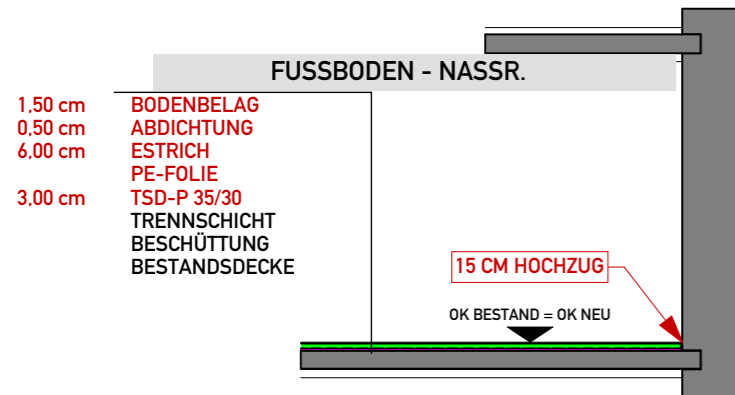 FUSSBODEN - NASSR.
1,50 cm BODENBELAG
0,50 cm ABDICHTUNG
6,00 cm ESTRICH
PE-FOLIE
3,00 cm TSD-P 35/30
TRENNSCHICHT
BESCHÜTTUNG
BESTANDSDECKE
15 CM HOCHZUG
OK BESTAND = OK NEU